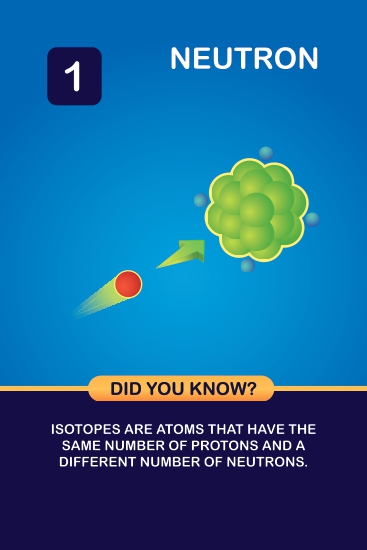 1
NEUTRON
DID YOU KNOW?
ISOTOPES ARE ATOMS THAT HAVE THE
SAME NUMBER OF PROTONS AND A
DIFFERENT NUMBER OF NEUTRONS.